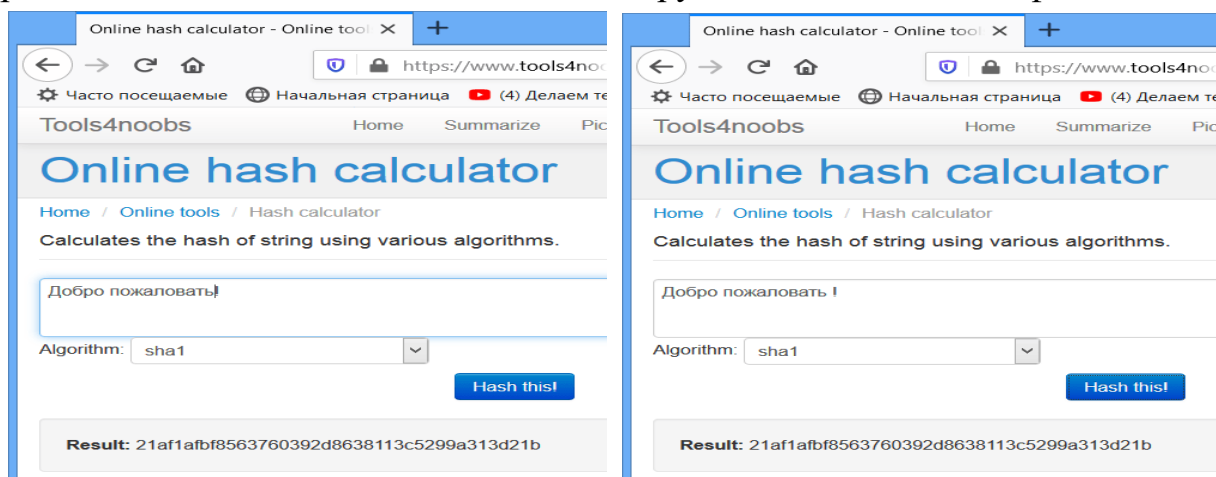 Online hash calculator - Online tool
https://www.tools4no
Часто посещаемые Начальная страница (4) Делаем те
Tools4noobs Home Summarize Pic
Online hash calculator
Home / Online tools / Hash calculator
Calculates the hash of string using various algorithms.
Добро пожаловать!
Algorithm: sha1
Hash this!
Result: 21af1afbf8563760392d8638113c5299a313d21b
Online hash calculator - Online tool
https://www.tools4no
Часто посещаемые Начальная страница (4) Делаем те
Tools4noobs Home Summarize Pic
Online hash calculator
Home / Online tools / Hash calculator
Calculates the hash of string using various algorithms.
Добро пожаловать !
Algorithm: sha1
Hash this!
Result: 21af1afbf8563760392d8638113c5299a313d21b